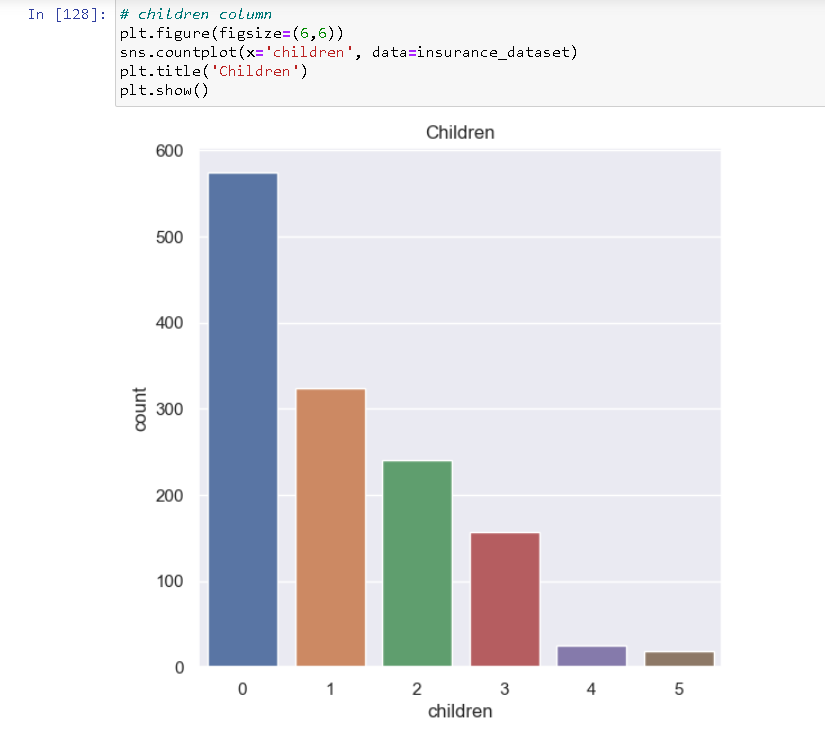 In [128]: # children column
plt.figure(figsize=(6,6))
sns.countplot(x='children', data=insurance_dataset)
plt.title('Children')
plt.show()
Children
600
500
400
300
200
100
0
count
0 1 2 3 4 5
children